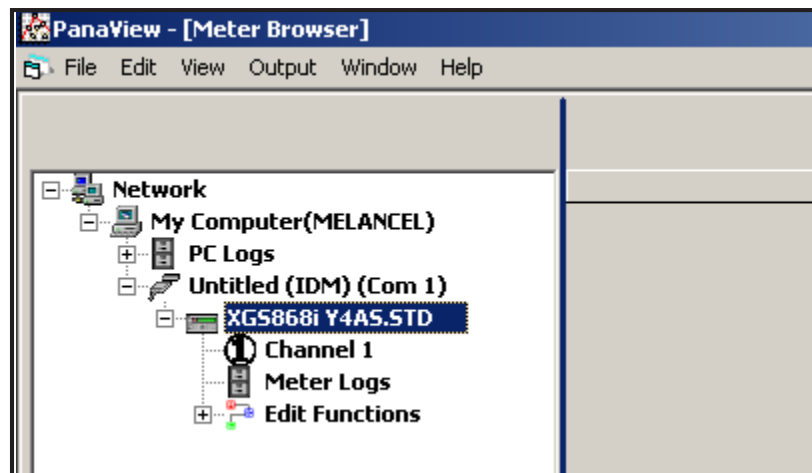 PanaView - [Meter Browser]
File Edit View Output Window Help
Network
My Computer(MELANCEL)
PC Logs
Untitled (IDM) (Com 1)
XGS868i Y4AS.STD
1 Channel 1
Meter Logs
Edit Functions